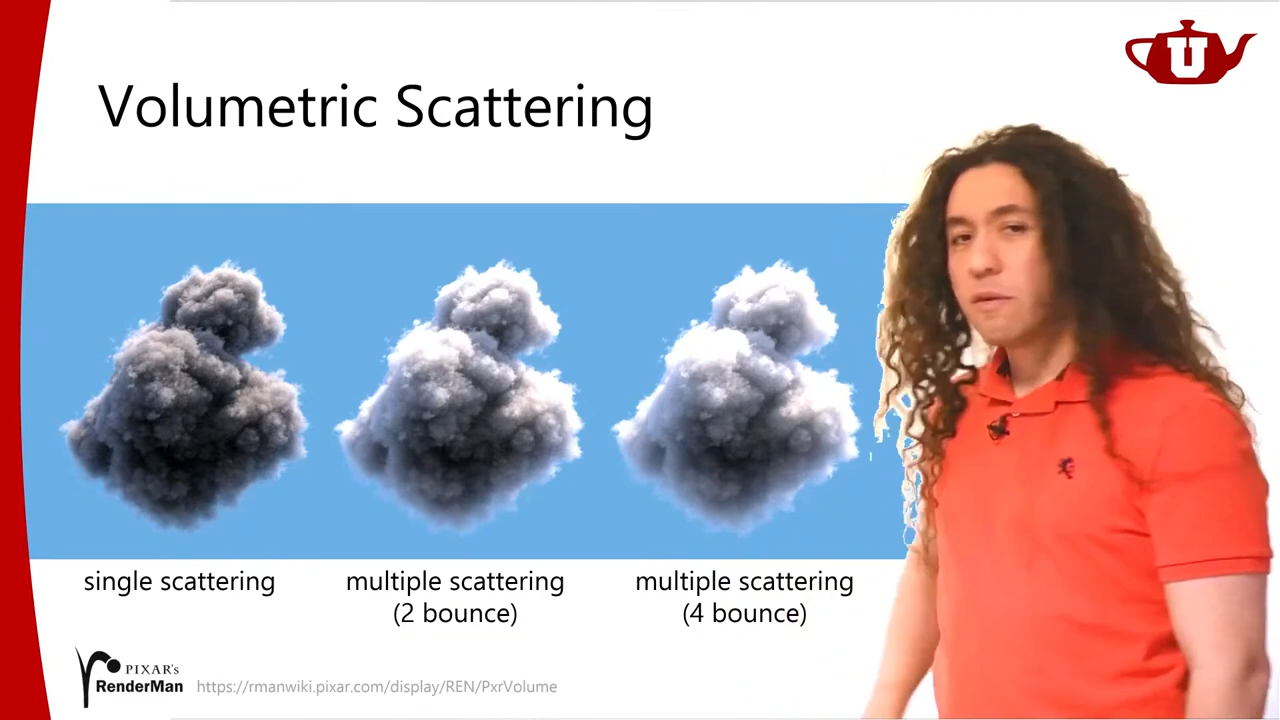 U
Volumetric Scattering
single scattering
multiple scattering
(2 bounce)
multiple scattering
(4 bounce)
PIXAR's
RenderMan
https://rmanwiki.pixar.com/display/REN/PxrVolume